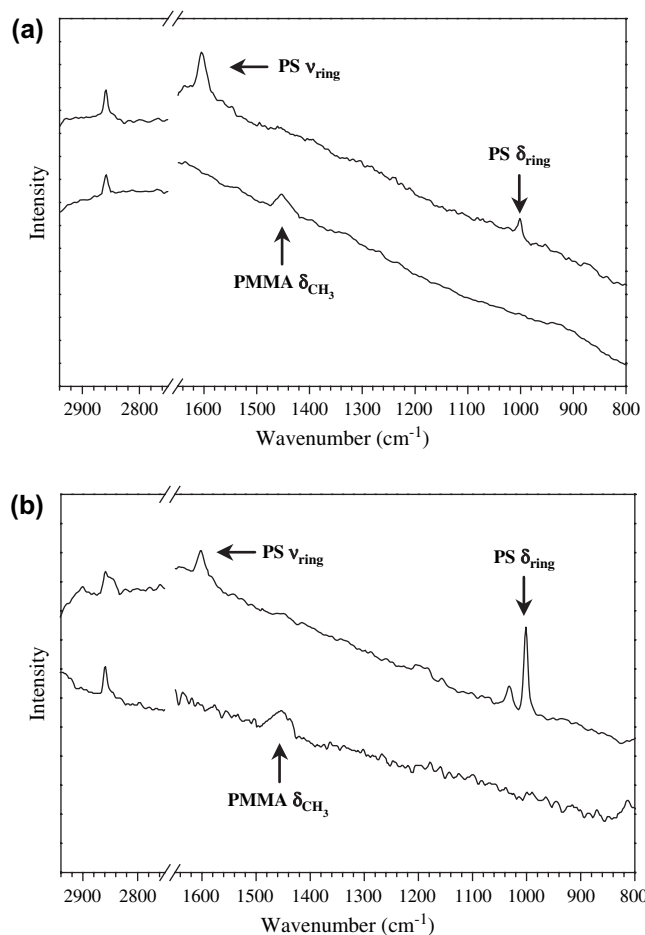 (a)
PS νring
PS δring
Intensity
PMMA δCH3
2900 2800 1600 1500 1400 1300 1200 1100 1000 900 800
Wavenumber (cm-1)
(b)
PS νring
PS δring
Intensity
PMMA δCH3
2900 2800 1600 1400 1300 1200 1100 1000 900 800
Wavenumber (cm-1)